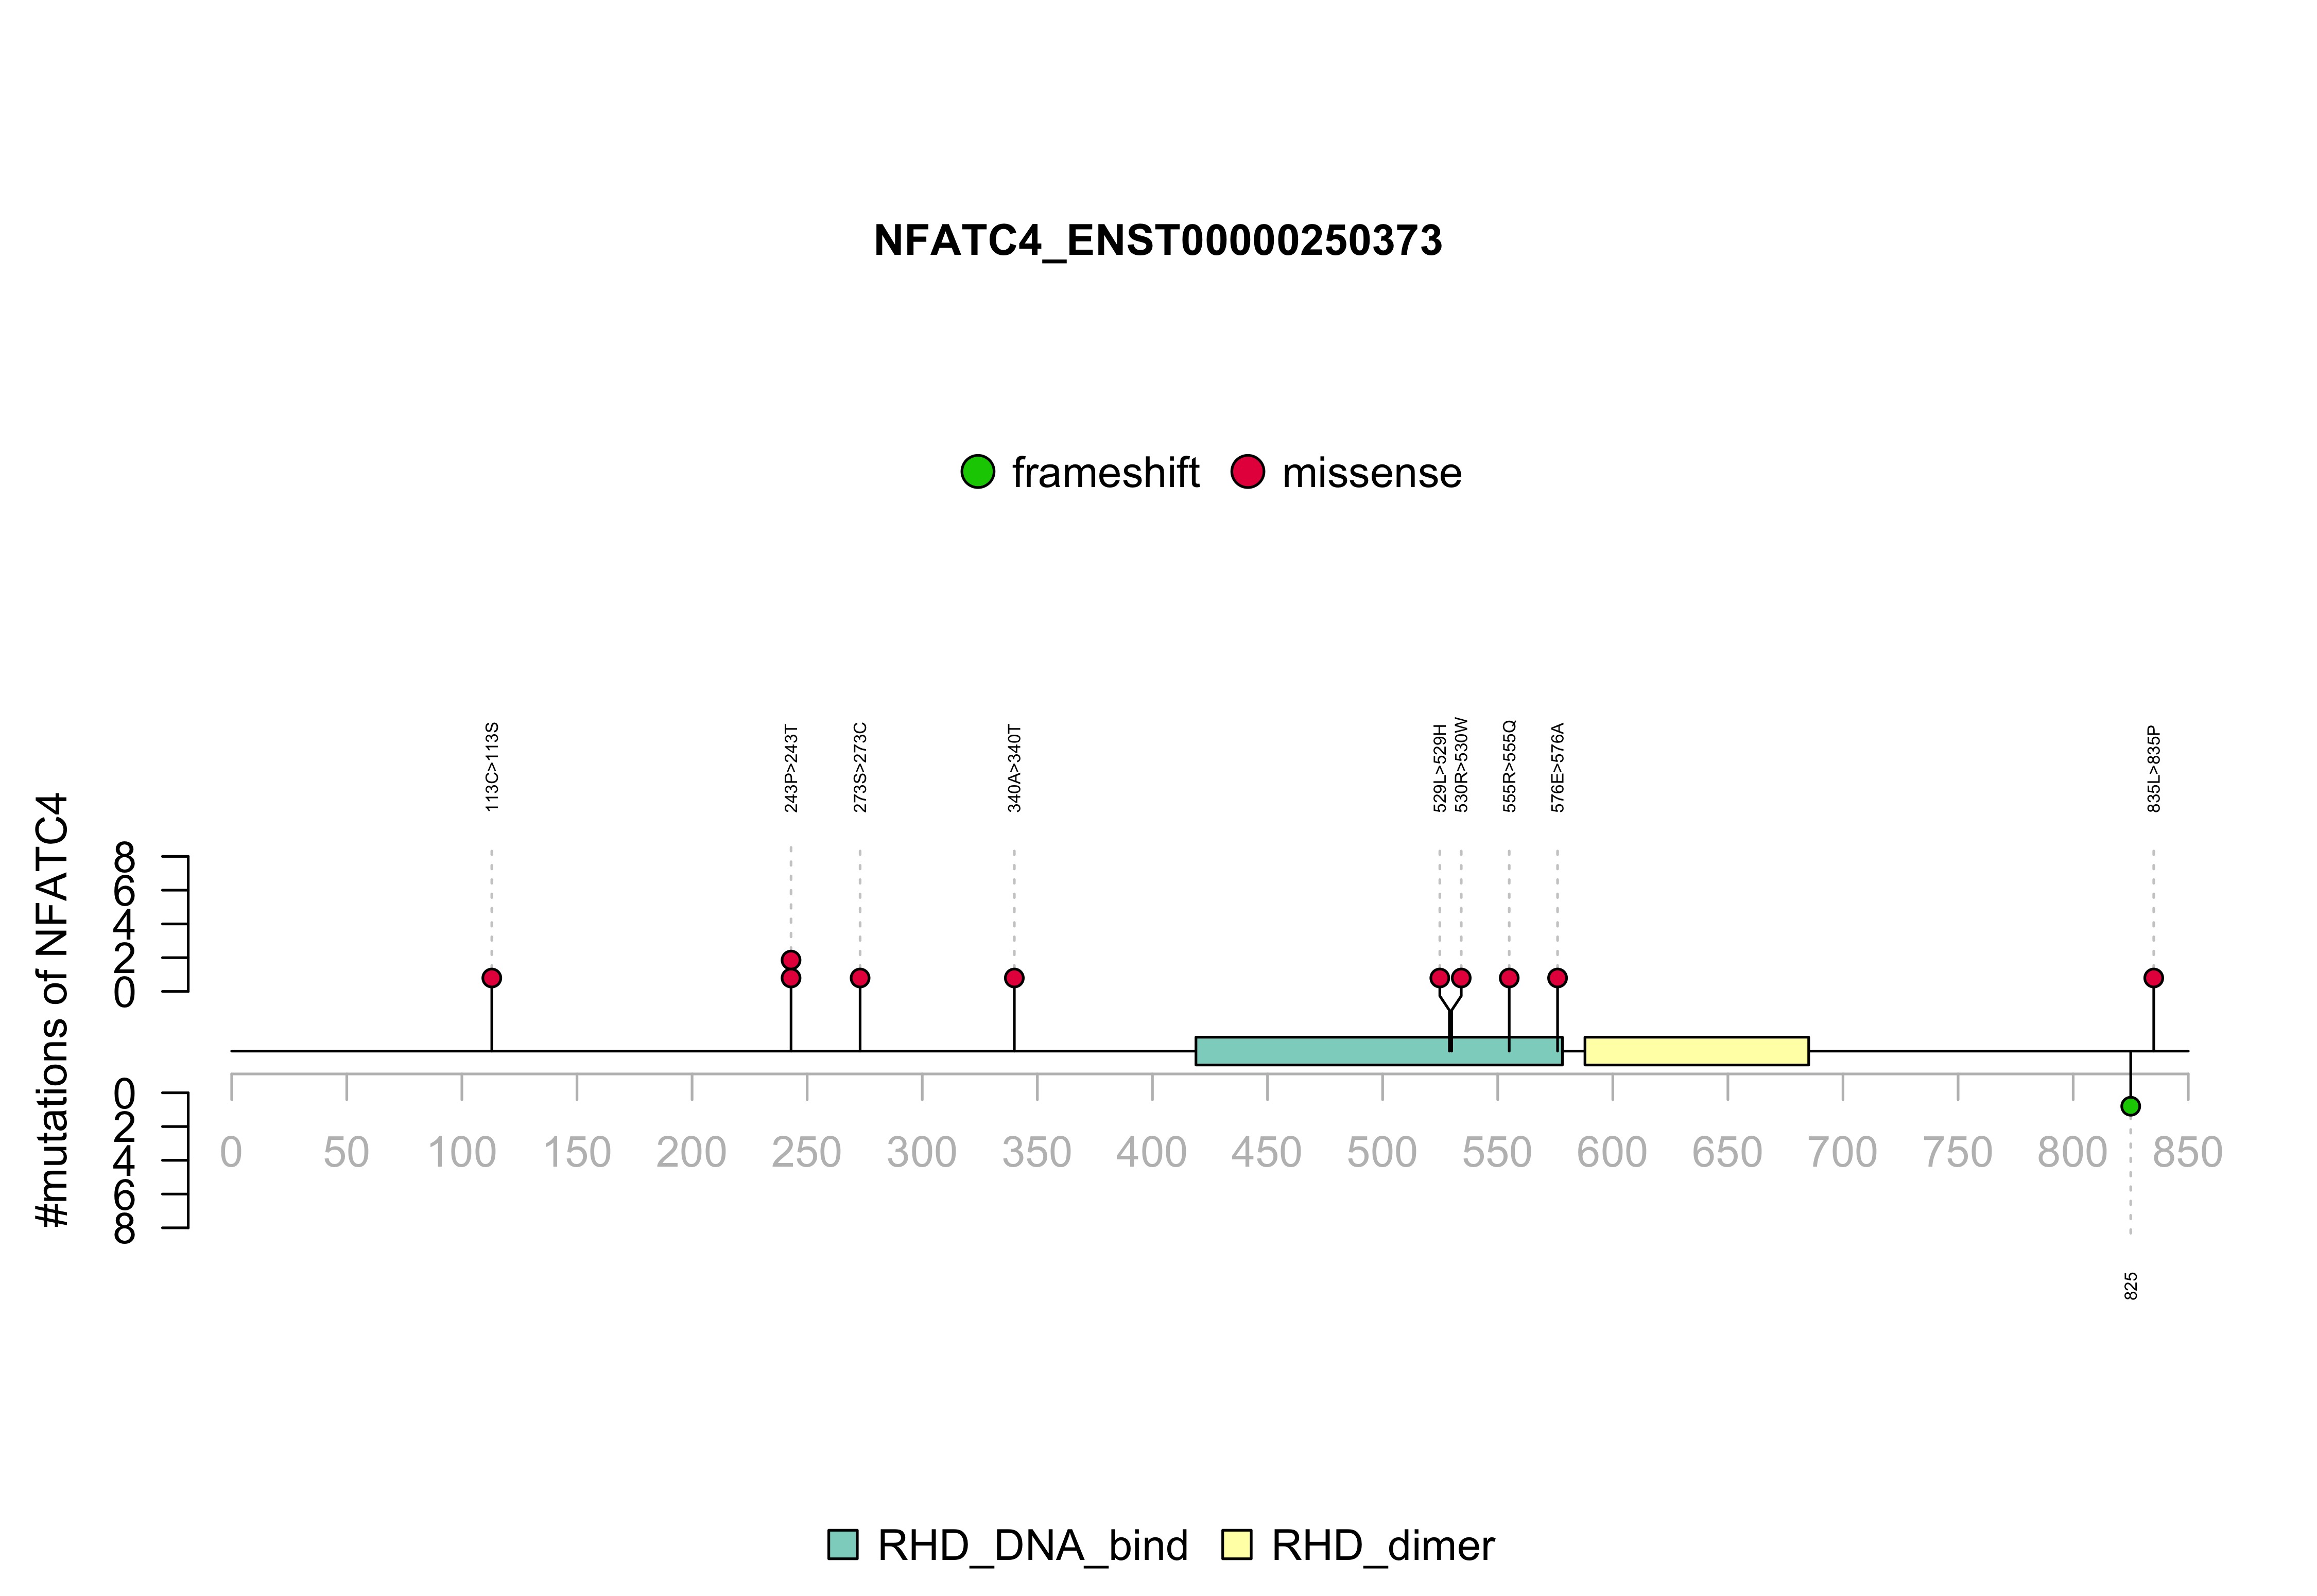 NFATC4_ENST00000250373
frameshift missense
113C>113S
243P>243T
273S>273C
340A>340T
529L>529H
530R>530W
555R>555Q
576E>576A
835L>835P
#mutations of NFATC4
8
6
4
2
0
0
2
4
6
8
0 50 100 150 200 250 300 350 400 450 500 550 600 650 700 750 800 850
825
RHD_DNA_bind RHD_dimer